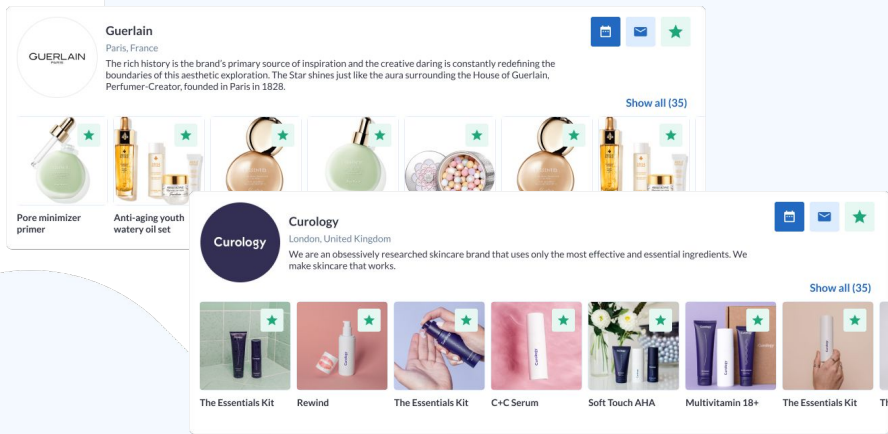 GUERLAIN
PARIS
Guerlain
Paris, France
The rich history is the brand's primary source of inspiration and the creative daring is constantly redefining the
boundaries of this aesthetic exploration. The Star shines just like the aura surrounding the House of Guerlain,
Perfumer-Creator, founded in Paris in 1828.
Show all (35)
Pore minimizer
primer
Anti-aging youth
watery oil set
Curology
Curology
London, United Kingdom
We are an obsessively researched skincare brand that uses only the most effective and essential ingredients. We
make skincare that works.
Show all (35)
The Essentials Kit
Rewind
The Essentials Kit
C+C Serum
Soft Touch AHA
Multivitamin 18+
The Essentials Kit